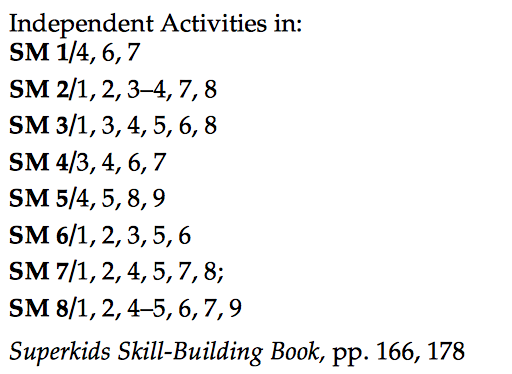 Independent Activities in:
SM 1/4, 6, 7
SM 2/1, 2, 3–4, 7, 8
SM 3/1, 3, 4, 5, 6, 8
SM 4/3, 4, 6, 7
SM 5/4, 5, 8, 9
SM 6/1, 2, 3, 5, 6
SM 7/1, 2, 4, 5, 7, 8;
SM 8/1, 2, 4–5, 6, 7, 9
Superkids Skill-Building Book, pp. 166, 178